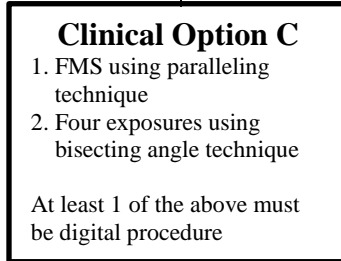 Clinical Option C
1. FMS using paralleling
technique
2. Four exposures using
bisecting angle technique
At least 1 of the above must
be digital procedure